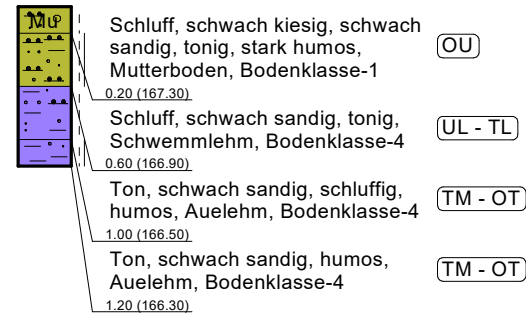 Mu
Schluff, schwach kiesig, schwach
sandig, tonig, stark humos,
Mutterboden, Bodenklasse-1
OU
0.20 (167.30)
Schluff, schwach sandig, tonig,
Schwemmlehm, Bodenklasse-4
UL - TL
0.60 (166.90)
Ton, schwach sandig, schluffig,
humos, Auelehm, Bodenklasse-4
TM - OT
1.00 (166.50)
Ton, schwach sandig, humos,
Auelehm, Bodenklasse-4
TM - OT
1.20 (166.30)